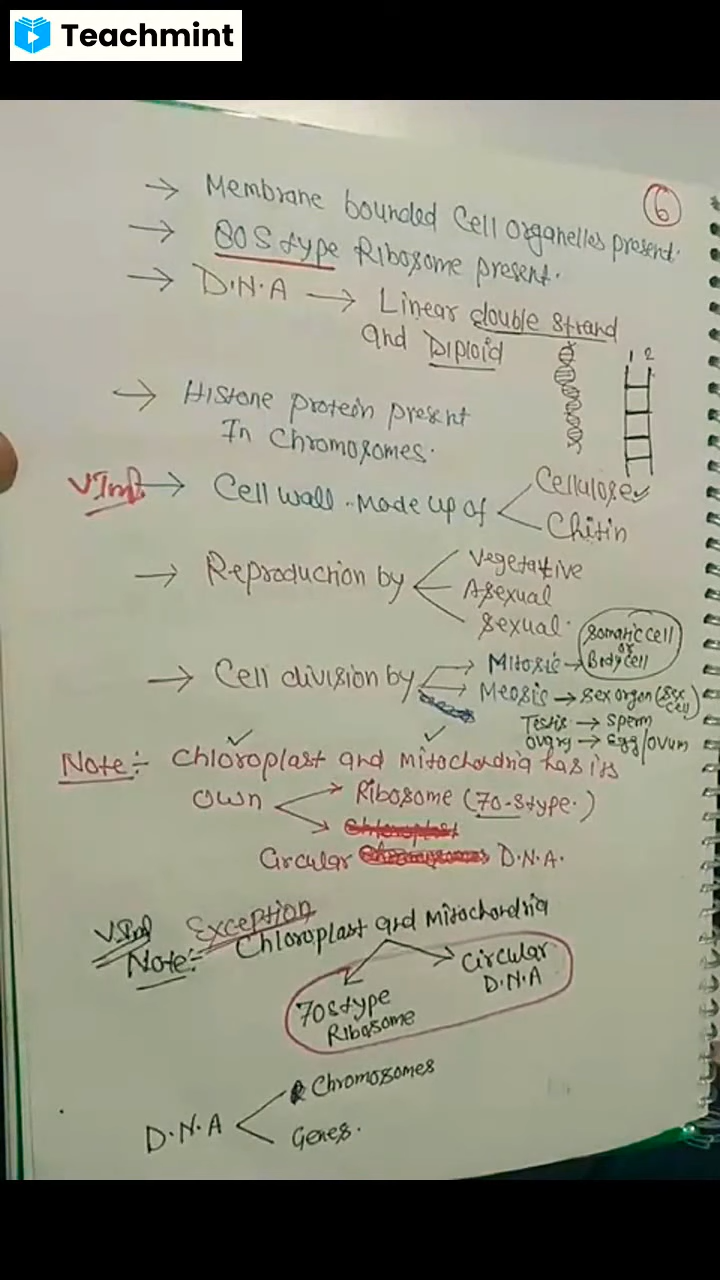 Teachmint
6
→ Membrane bounded Cell organelles present.
→ 80 S type Ribosome present.
→ D.N.A → Linear double strand
and Diploid
1 2
→ Histone protein present
In Chromosomes.
V Imp → Cell wall - Made up of
Cellulose ✓
Chitin
→ Reproduction by
Vegetative
Asexual
Sexual.
→ Cell division by
Mitosis → Somatic cell or Body cell
Meosis → Sex organ (Sex cell)
Testis → Sperm
Ovary → Egg/Ovum
Note:- Chloroplast and Mitochondria has its
own
Ribosome (70-S type.)
Circular D.N.A.
V Imp Exception
Note:- Chloroplast and Mitochondria
70 S type
Ribosome
Circular
D.N.A
D.N.A
Chromosomes
Genes.